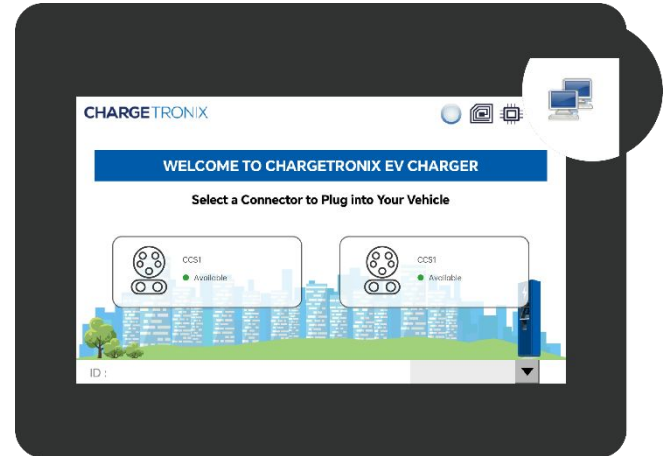 CHARGETRONIX
WELCOME TO CHARGETRONIX EV CHARGER
Select a Connector to Plug into Your Vehicle
CCS1
Available
CCS1
Available
ID :